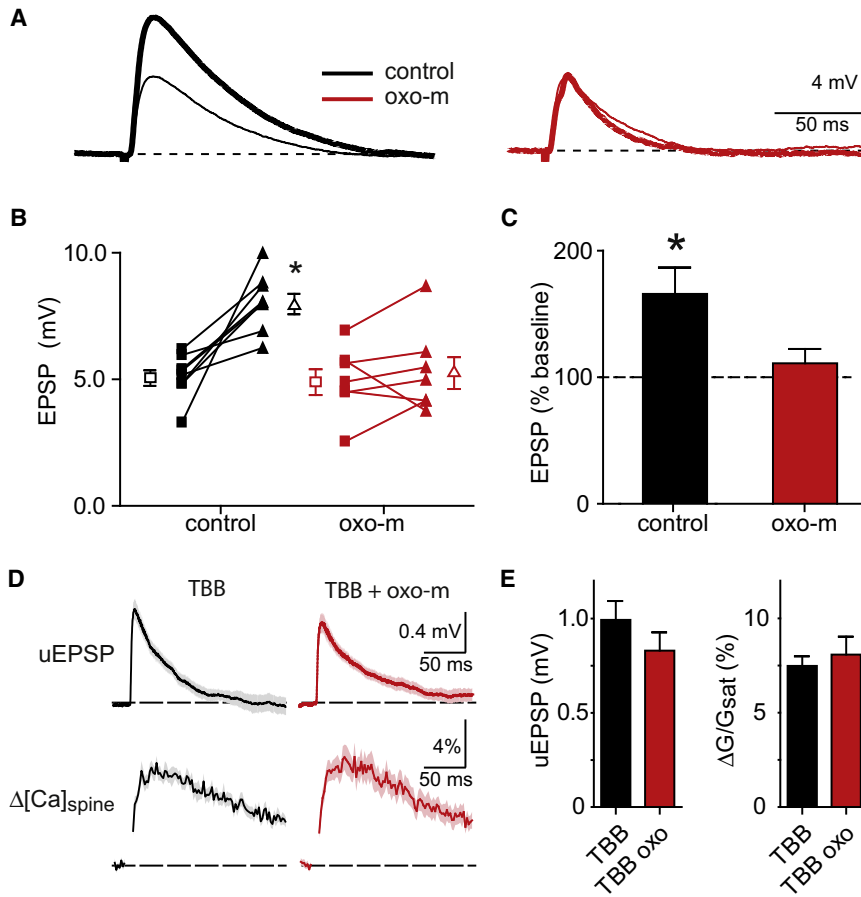 A
control
oxo-m
4 mV
50 ms
B
EPSP (mV)
10.0
5.0
0.0
*
control
oxo-m
C
EPSP (% baseline)
200
100
0
*
control
oxo-m
D
TBB
TBB + oxo-m
uEPSP
0.4 mV
50 ms
Δ[Ca]spine
4%
50 ms
E
uEPSP (mV)
1.0
0.5
0
TBB
TBB oxo
ΔG/Gsat (%)
10
5
0
TBB
TBB oxo